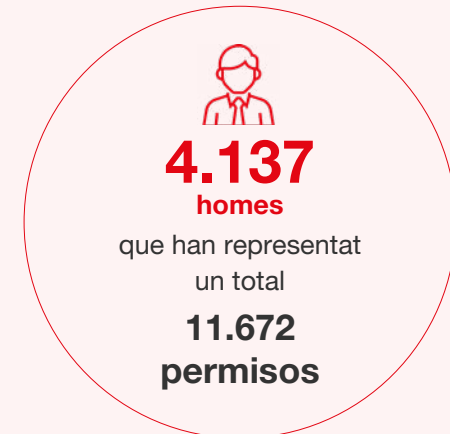 4.137
homes
que han representat
un total
11.672
permisos